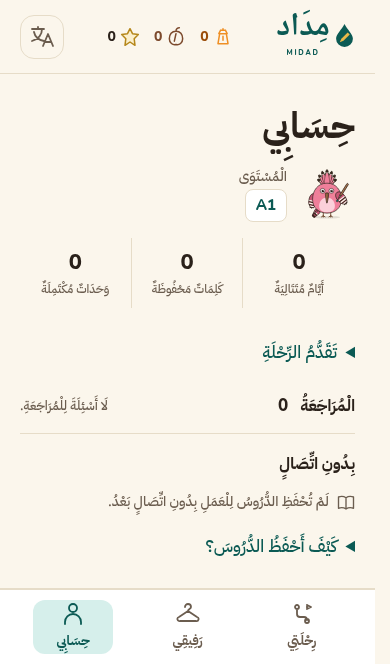 مِدَاد
MIDAD
0 0 0
حِسَابِي
الْمُسْتَوَى
A1
0 0 0
أَيَّامٌ مُتَتَالِيَةٌ كَلِمَاتٌ مَحْفُوظَةٌ وَحَدَاتٌ مُكْتَمِلَةٌ
تَقَدُّمُ الرِّحْلَةِ
الْمُرَاجَعَةُ 0 لَا أَسْئِلَةَ لِلْمُرَاجَعَةِ.
بِدُونِ اتِّصَالٍ
لَمْ تُحْفَظِ الدُّرُوسُ لِلْعَمَلِ بِدُونِ اتِّصَالٍ بَعْدُ.
كَيْفَ أَحْفَظُ الدُّرُوسَ؟
رِحْلَتِي رَفِيقِي حِسَابِي